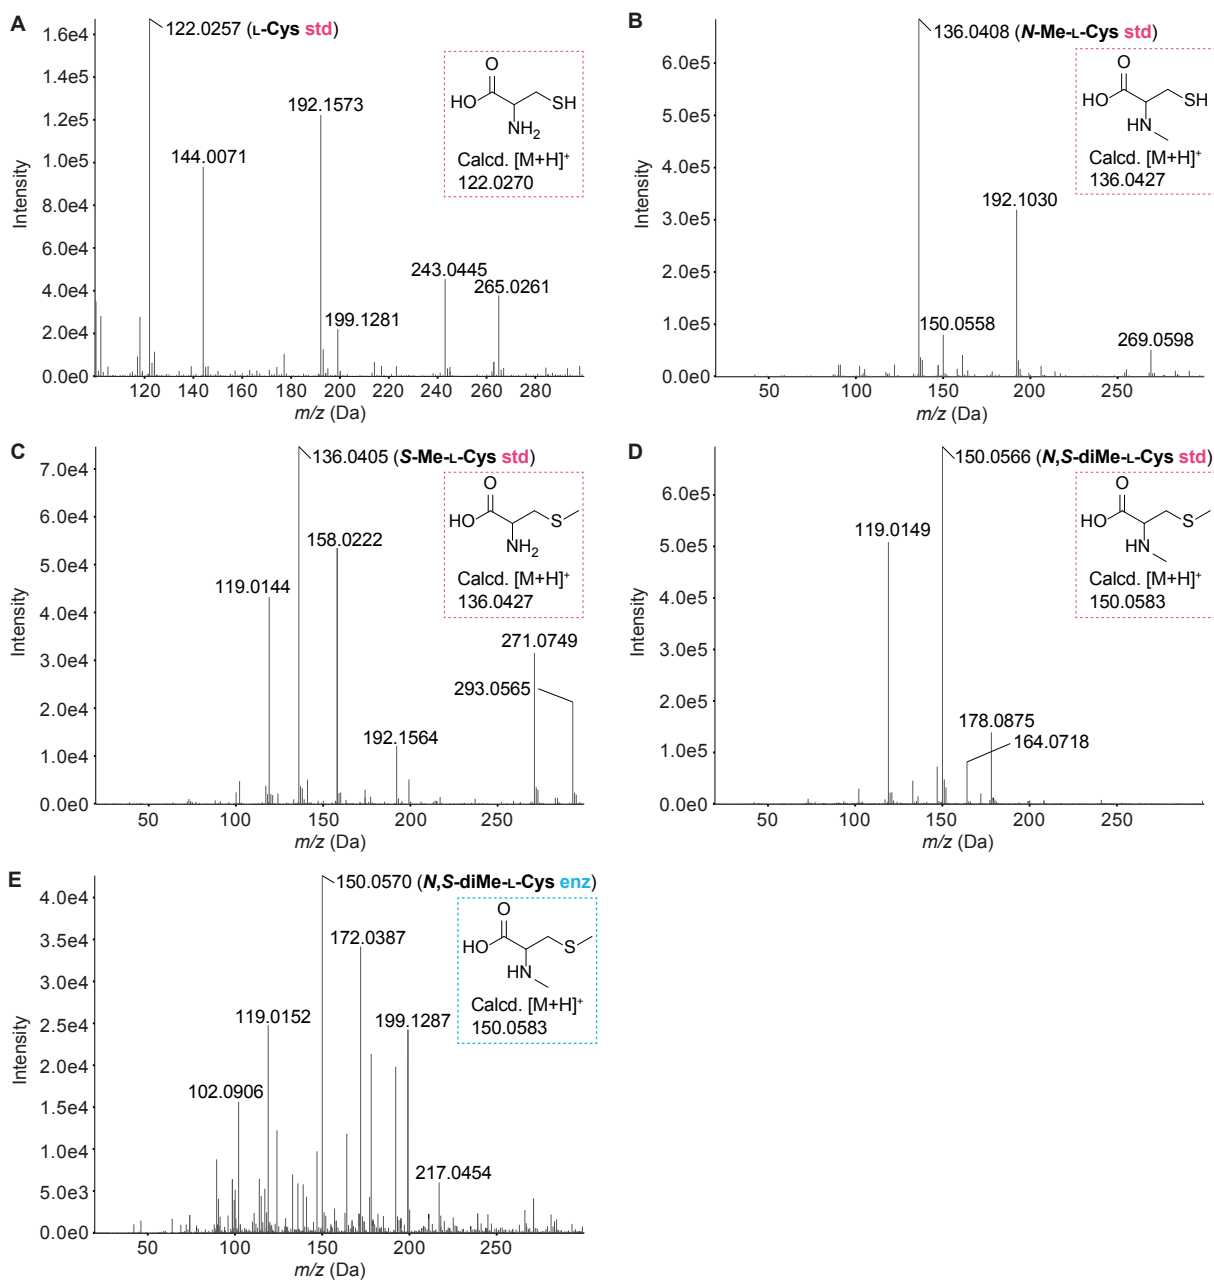 A
122.0257 (L-Cys std)
1.6e4
1.4e5
1.2e5
1.0e5
8.0e4
6.0e4
4.0e4
2.0e4
0.0e0
Intensity
144.0071
192.1573
199.1281
243.0445
265.0261
O
HO
SH
NH2
Calcd. [M+H]+
122.0270
120 140 160 180 200 220 240 260 280
m/z (Da)
B
136.0408 (N-Me-L-Cys std)
6.0e5
5.0e5
4.0e5
3.0e5
2.0e5
1.0e5
0.0e0
Intensity
150.0558
192.1030
269.0598
O
HO
SH
HN
Calcd. [M+H]+
136.0427
50 100 150 200 250
m/z (Da)
C
136.0405 (S-Me-L-Cys std)
7.0e4
6.0e4
5.0e4
4.0e4
3.0e4
2.0e4
1.0e4
0.0e0
Intensity
119.0144
158.0222
192.1564
271.0749
293.0565
O
HO
S
NH2
Calcd. [M+H]+
136.0427
50 100 150 200 250
m/z (Da)
D
150.0566 (N,S-diMe-L-Cys std)
6.0e5
5.0e5
4.0e5
3.0e5
2.0e5
1.0e5
0.0e0
Intensity
119.0149
178.0875
164.0718
O
HO
S
HN
Calcd. [M+H]+
150.0583
50 100 150 200 250
m/z (Da)
E
150.0570 (N,S-diMe-L-Cys enz)
4.0e4
3.5e4
3.0e4
2.5e4
2.0e4
1.5e4
1.0e4
5.0e3
0.0e0
Intensity
102.0906
119.0152
172.0387
199.1287
217.0454
O
HO
S
HN
Calcd. [M+H]+
150.0583
50 100 150 200 250
m/z (Da)